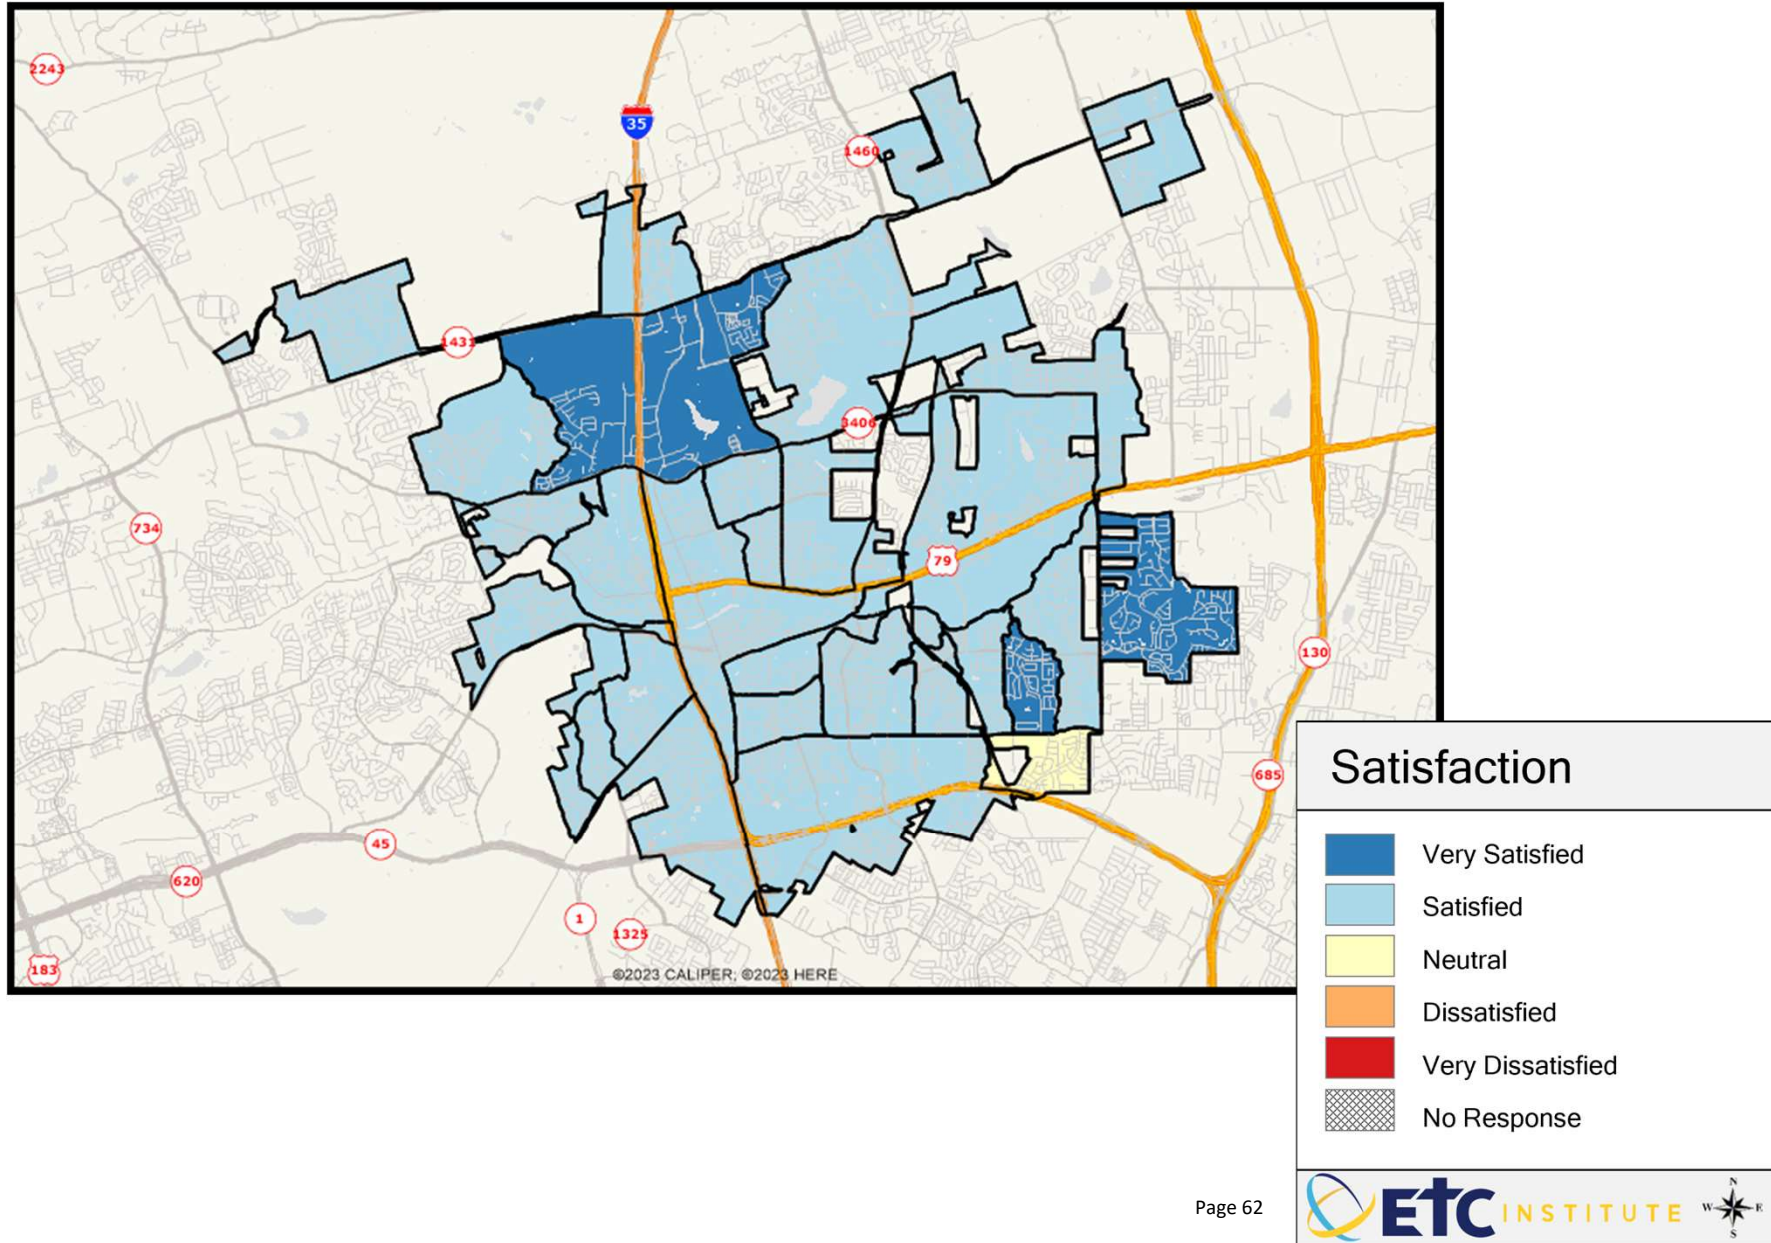 2243
35
1460
1431
3406
734
79
130
685
45
620
1
1325
183
©2023 CALIPER; ©2023 HERE
Satisfaction
Very Satisfied
Satisfied
Neutral
Dissatisfied
Very Dissatisfied
No Response
Page 62
ETC INSTITUTE
N
W E
S